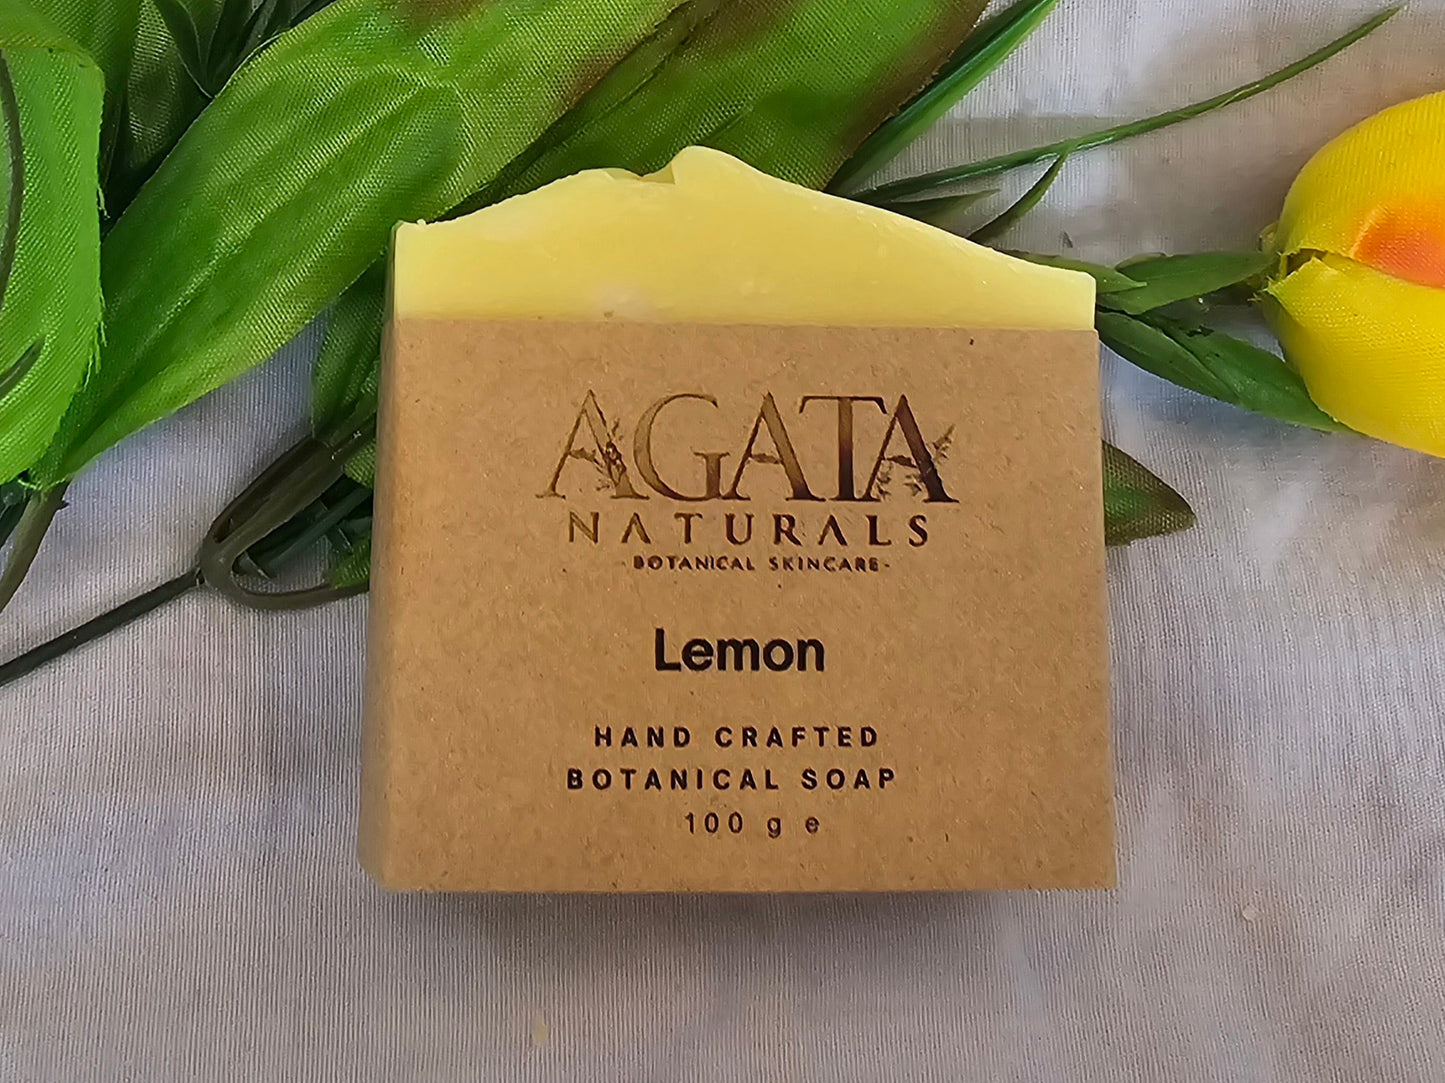 AGATA
NATURALS
-BOTANICAL SKINCARE-
Lemon
HAND CRAFTED
BOTANICAL SOAP
100 g e